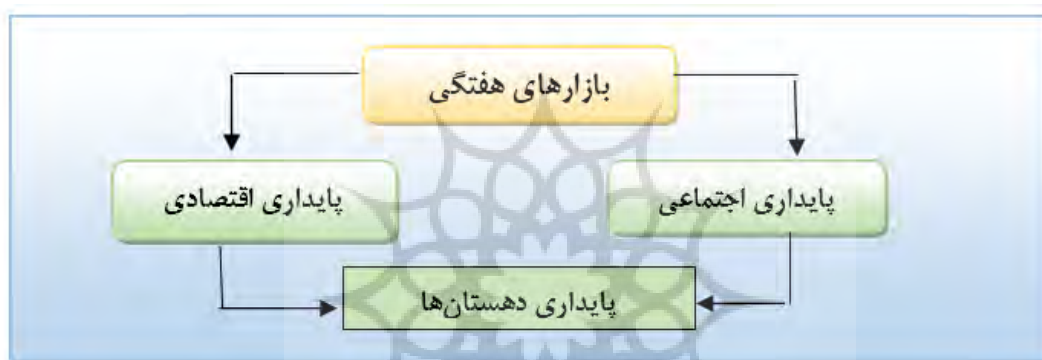 بازارهای هفتگی
پایداری اجتماعی
پایداری اقتصادی
پایداری دهستان‌ها